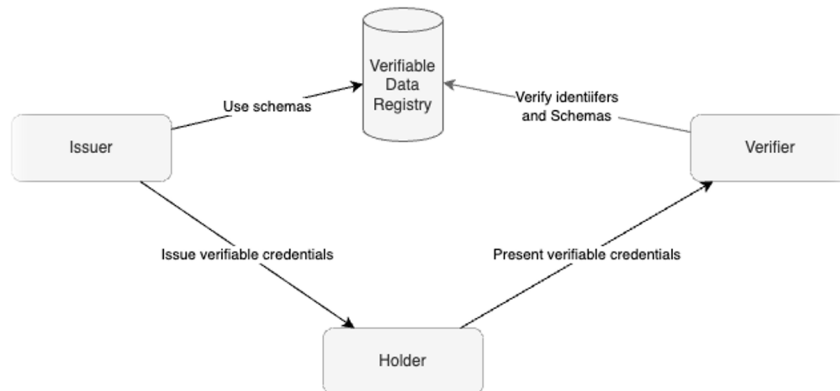 Verifiable
Data
Registry
Use schemas
Verify identiifers
and Schemas
Issuer
Verifier
Issue verifiable credentials
Present verifiable credentials
Holder